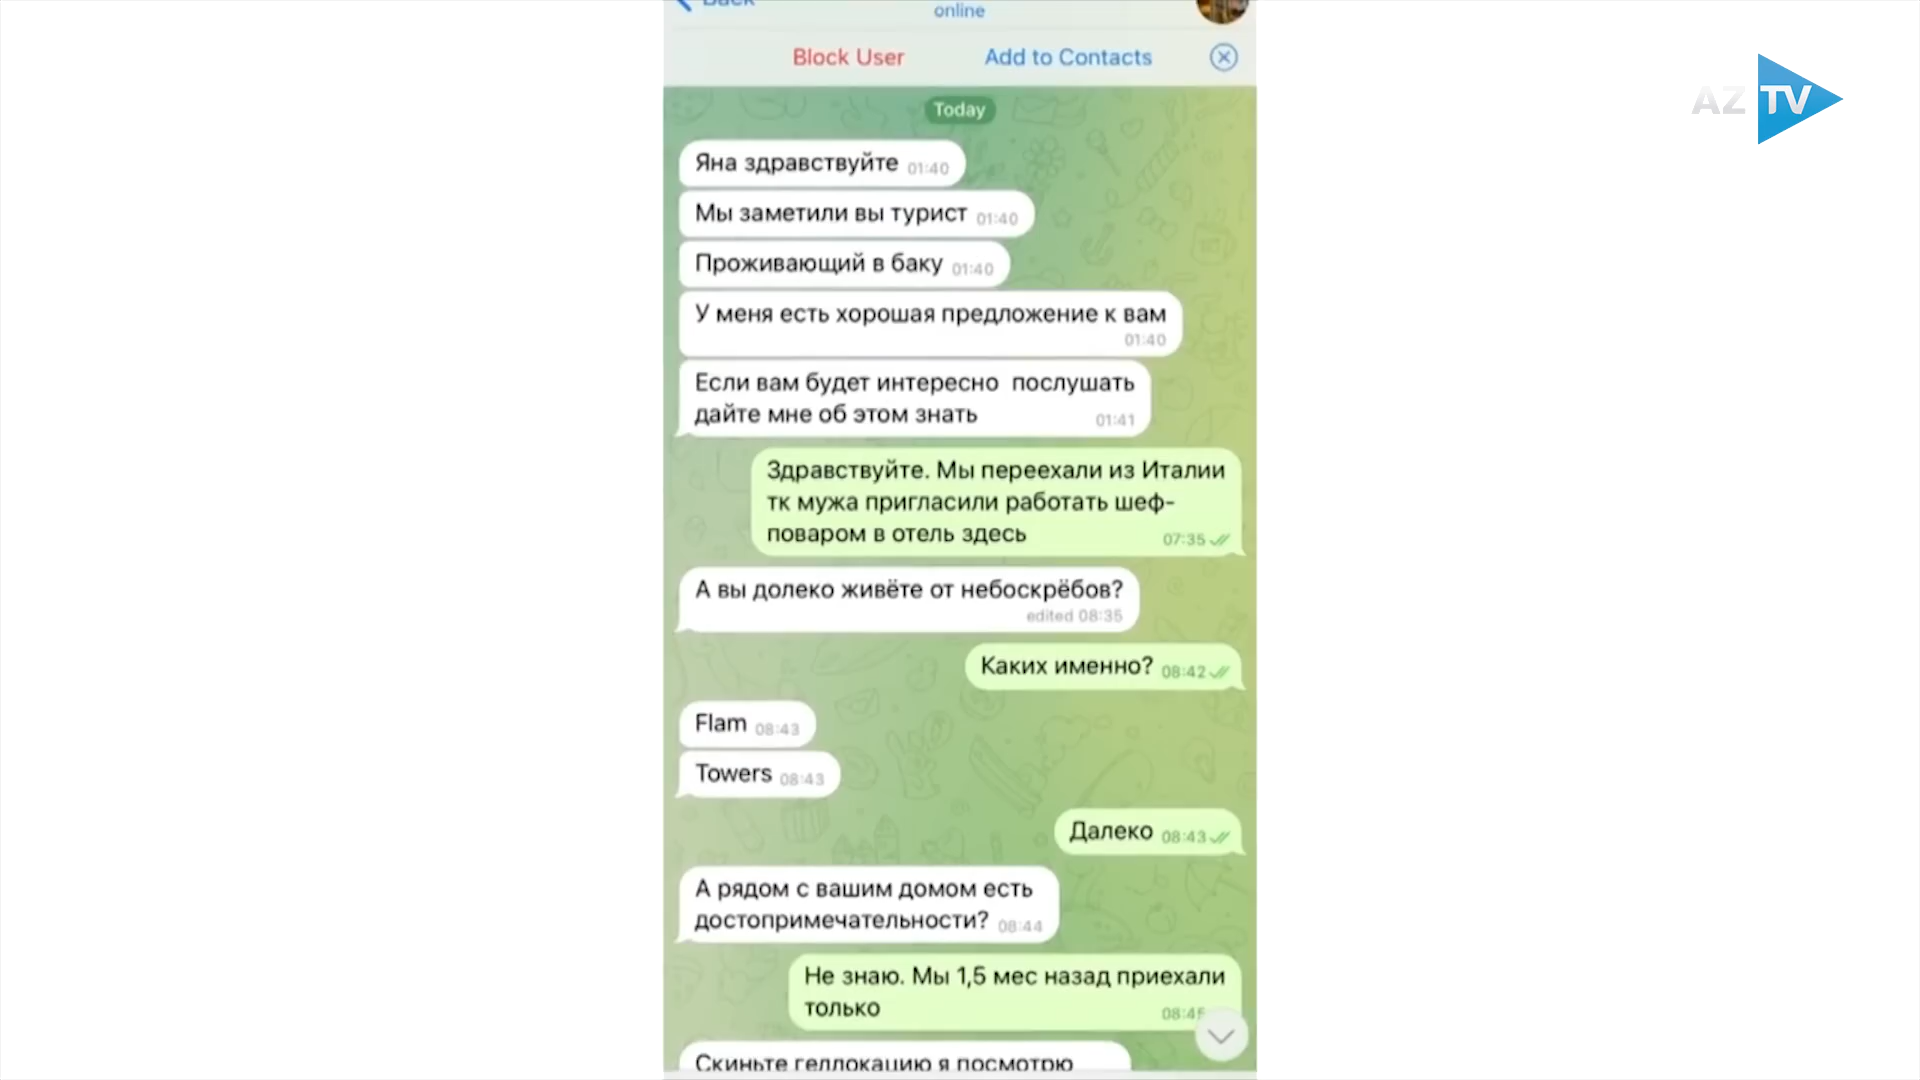 Back
online
Block User
Add to Contacts
AZTV
Today
Яна здравствуйте 01:40
Мы заметили вы турист 01:40
Проживающий в баку 01:40
У меня есть хорошая предложение к вам
01:40
Если вам будет интересно послушать
дайте мне об этом знать 01:41
Здравствуйте. Мы переехали из Италии
тк мужа пригласили работать шеф-
поваром в отель здесь 07:35
А вы долеко живёте от небоскрёбов?
edited 08:35
Каких именно? 08:42
Flam 08:43
Towers 08:43
Далеко 08:43
А рядом с вашим домом есть
достопримечательности? 08:44
Не знаю. Мы 1,5 мес назад приехали
только
Скиньте геллокацию я посмотрю